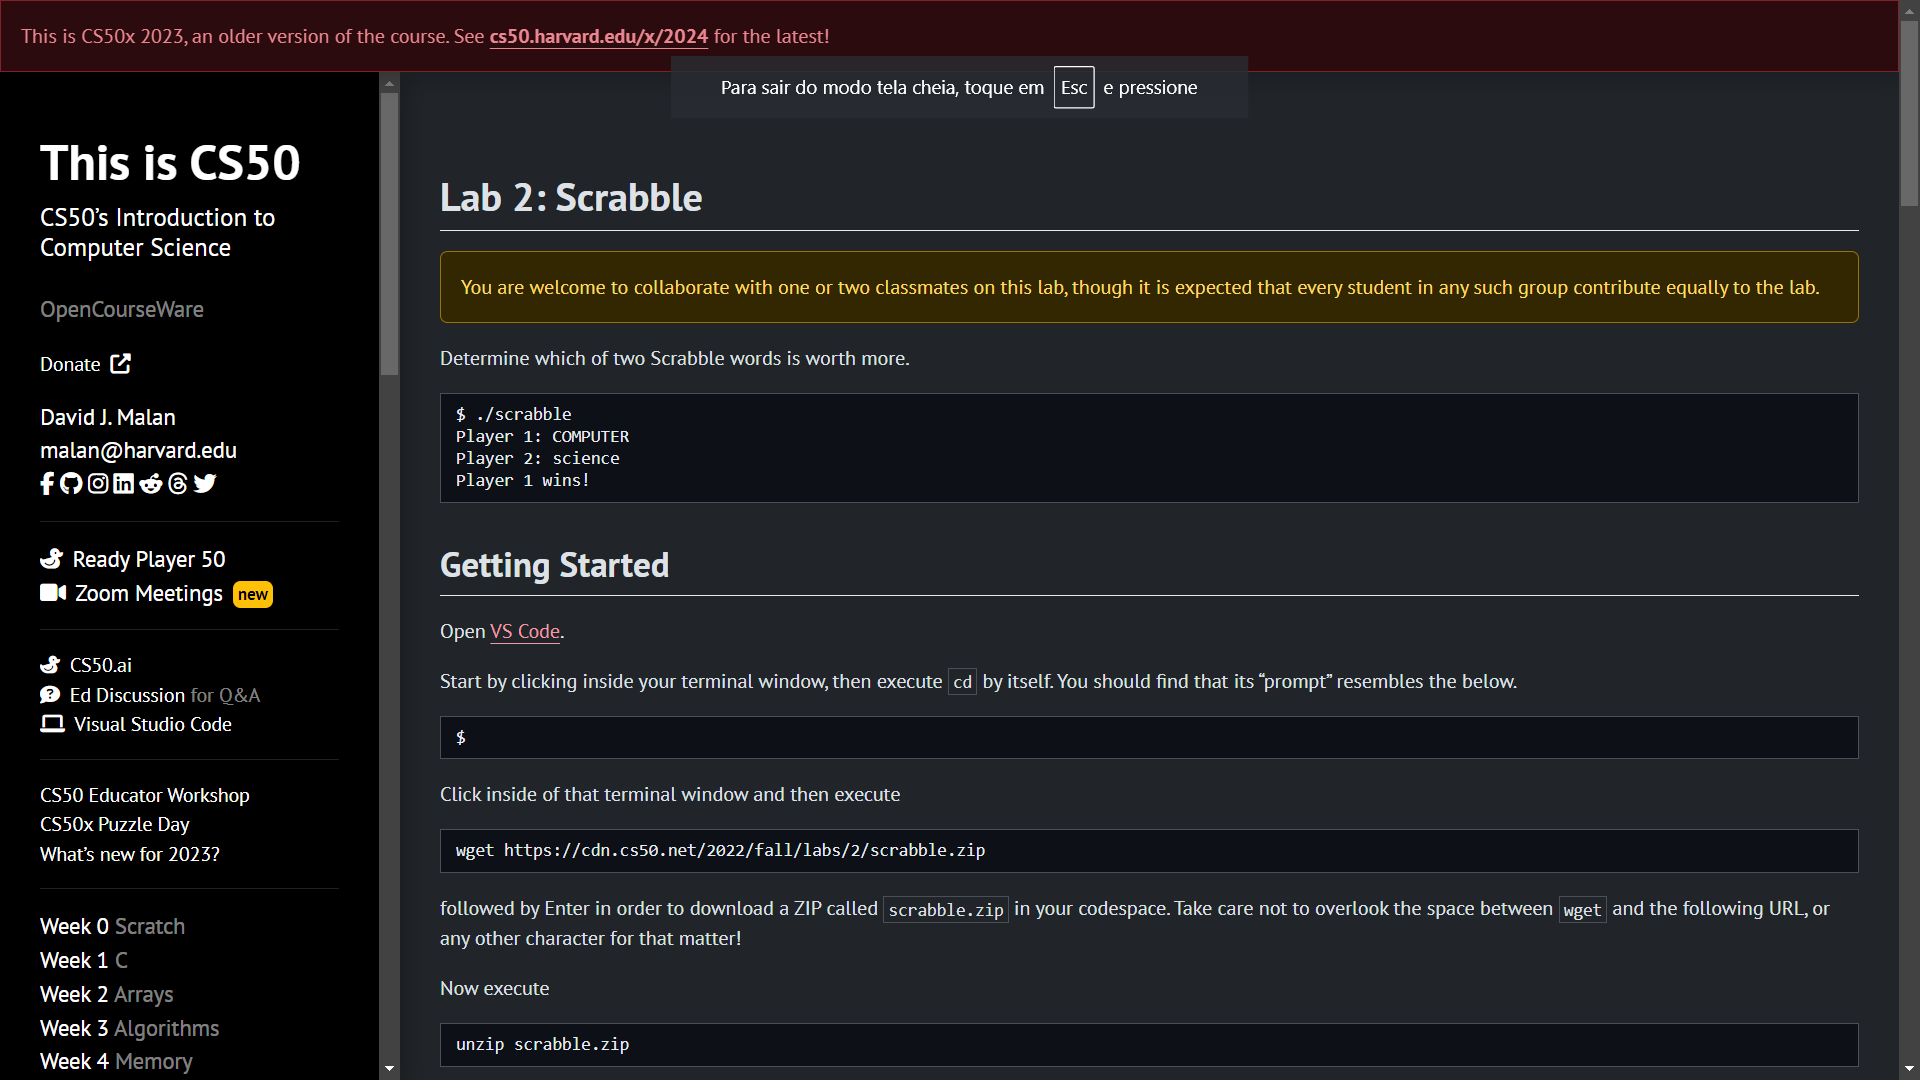 This is CS50x 2023, an older version of the course. See cs50.harvard.edu/x/2024 for the latest!
Para sair do modo tela cheia, toque em Esc e pressione
This is CS50
CS50’s Introduction to
Computer Science
OpenCourseWare
Donate
David J. Malan
malan@harvard.edu
Ready Player 50
Zoom Meetings new
CS50.ai
Ed Discussion for Q&A
Visual Studio Code
CS50 Educator Workshop
CS50x Puzzle Day
What’s new for 2023?
Week 0 Scratch
Week 1 C
Week 2 Arrays
Week 3 Algorithms
Week 4 Memory
Lab 2: Scrabble
You are welcome to collaborate with one or two classmates on this lab, though it is expected that every student in any such group contribute equally to the lab.
Determine which of two Scrabble words is worth more.
$ ./scrabble
Player 1: COMPUTER
Player 2: science
Player 1 wins!
Getting Started
Open VS Code.
Start by clicking inside your terminal window, then execute cd by itself. You should find that its “prompt” resembles the below.
$
Click inside of that terminal window and then execute
wget https://cdn.cs50.net/2022/fall/labs/2/scrabble.zip
followed by Enter in order to download a ZIP called scrabble.zip in your codespace. Take care not to overlook the space between wget and the following URL, or
any other character for that matter!
Now execute
unzip scrabble.zip